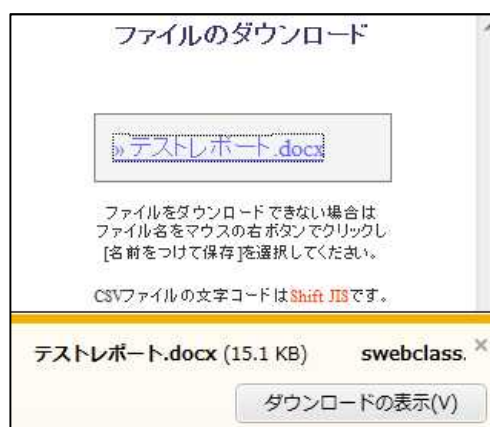 ファイルのダウンロード
» テストレポート.docx
ファイルをダウンロードできない場合は
ファイル名をマウスの右ボタンでクリックし
[名前をつけて保存]を選択してください。
CSVファイルの文字コードはShift JISです。
テストレポート.docx (15.1 KB) swebclass. ×
ダウンロードの表示(V)